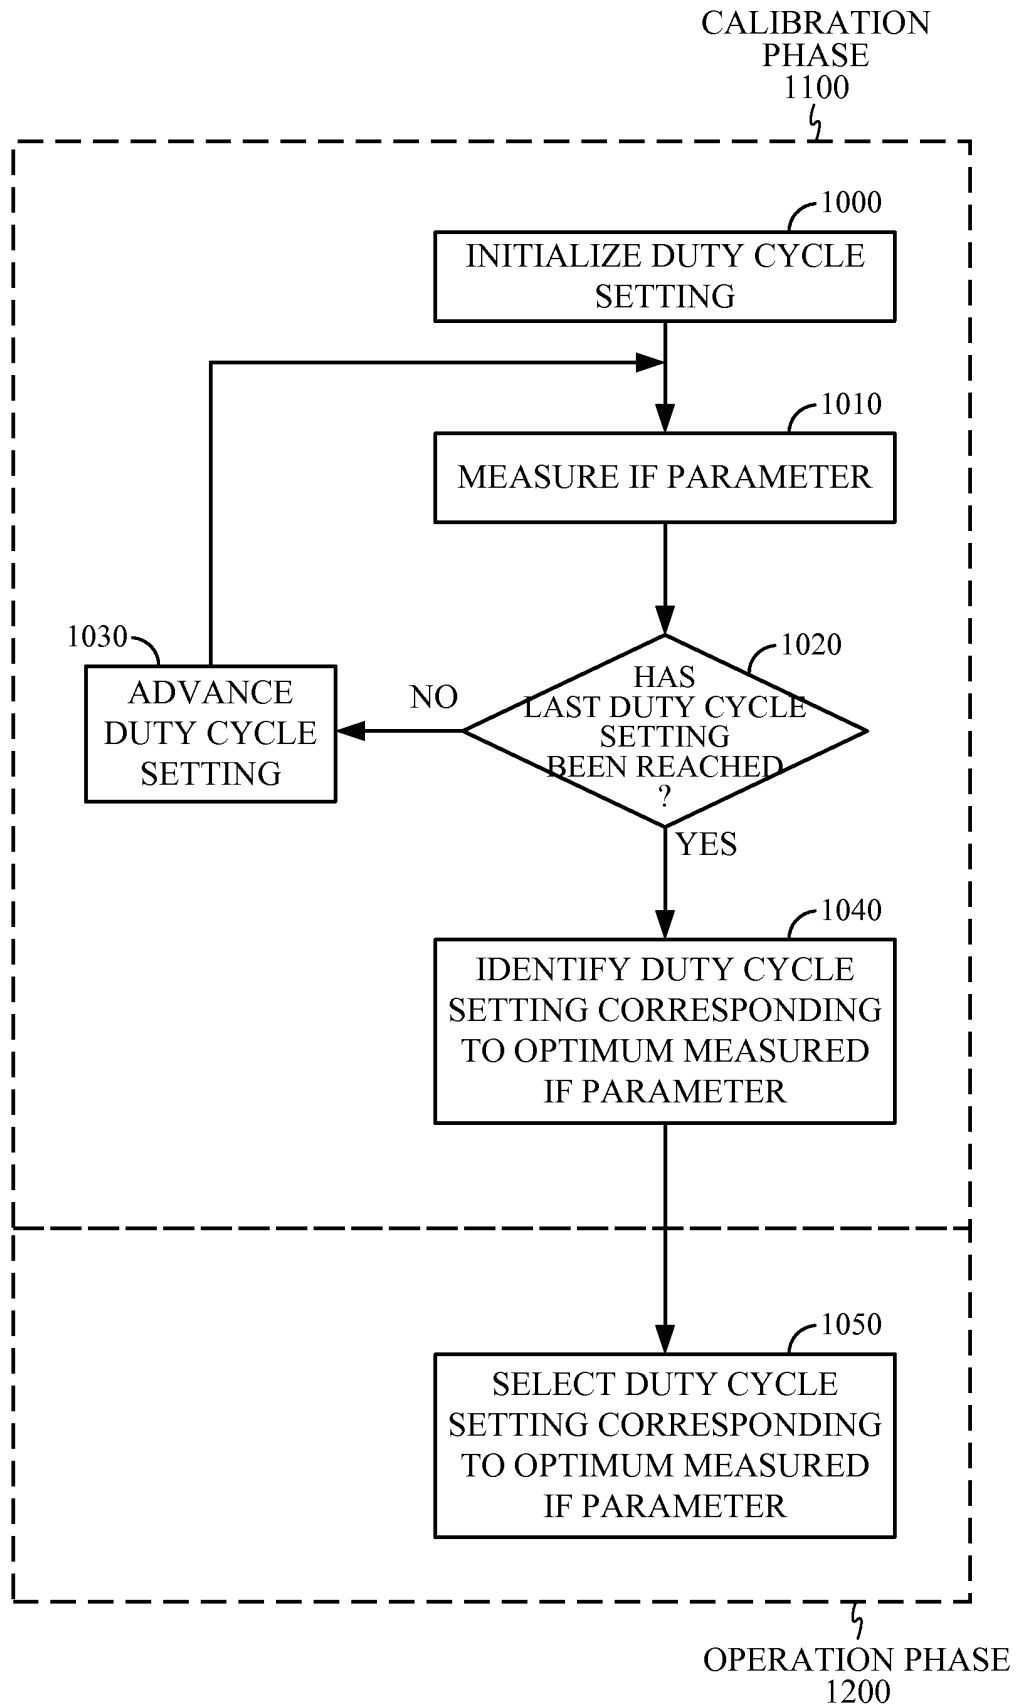 CALIBRATION
PHASE
1100
1000
INITIALIZE DUTY CYCLE
SETTING
1010
MEASURE IF PARAMETER
1030
ADVANCE
DUTY CYCLE
SETTING
NO
1020
HAS
LAST DUTY CYCLE
SETTING
BEEN REACHED
?
YES
1040
IDENTIFY DUTY CYCLE
SETTING CORRESPONDING
TO OPTIMUM MEASURED
IF PARAMETER
1050
SELECT DUTY CYCLE
SETTING CORRESPONDING
TO OPTIMUM MEASURED
IF PARAMETER
OPERATION PHASE
1200